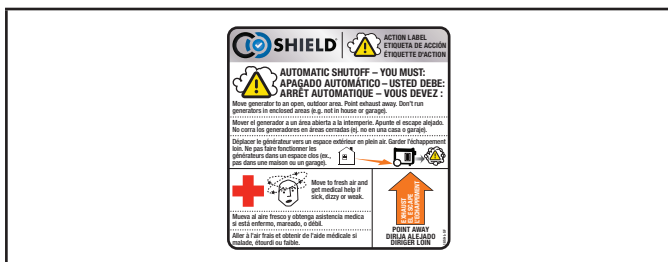 CO SHIELD®
ACTION LABEL
ETIQUETA DE ACCIÓN
ÉTIQUETTE D'ACTION
AUTOMATIC SHUTOFF – YOU MUST:
APAGADO AUTOMÁTICO – USTED DEBE:
ARRÊT AUTOMATIQUE – VOUS DEVEZ :
Move generator to an open, outdoor area. Point exhaust away. Don't run
generators in enclosed areas (e.g. not in house or garage).
Mover el generador a un área abierta a la intemperie. Apunte el escape alejado.
No corra los generadores en áreas cerradas (ej. no en una casa o garaje).
Déplacer le générateur vers un espace extérieur en plein air. Garder l'échappement
loin. Ne pas faire fonctionner les
générateurs dans un espace clos (ex.,
pas dans une maison ou un garage).
Move to fresh air and
get medical help if
sick, dizzy or weak.
Mueva al aire fresco y obtenga asistencia medica
si está enfermo, mareado, o débil.
Aller à l'air frais et obtenir de l'aide médicale si
malade, étourdi ou faible.
EXHAUST
EL ESCAPE
L'ÉCHAPPEMENT
POINT AWAY
DIRIJA ALEJADO
DIRIGER LOIN